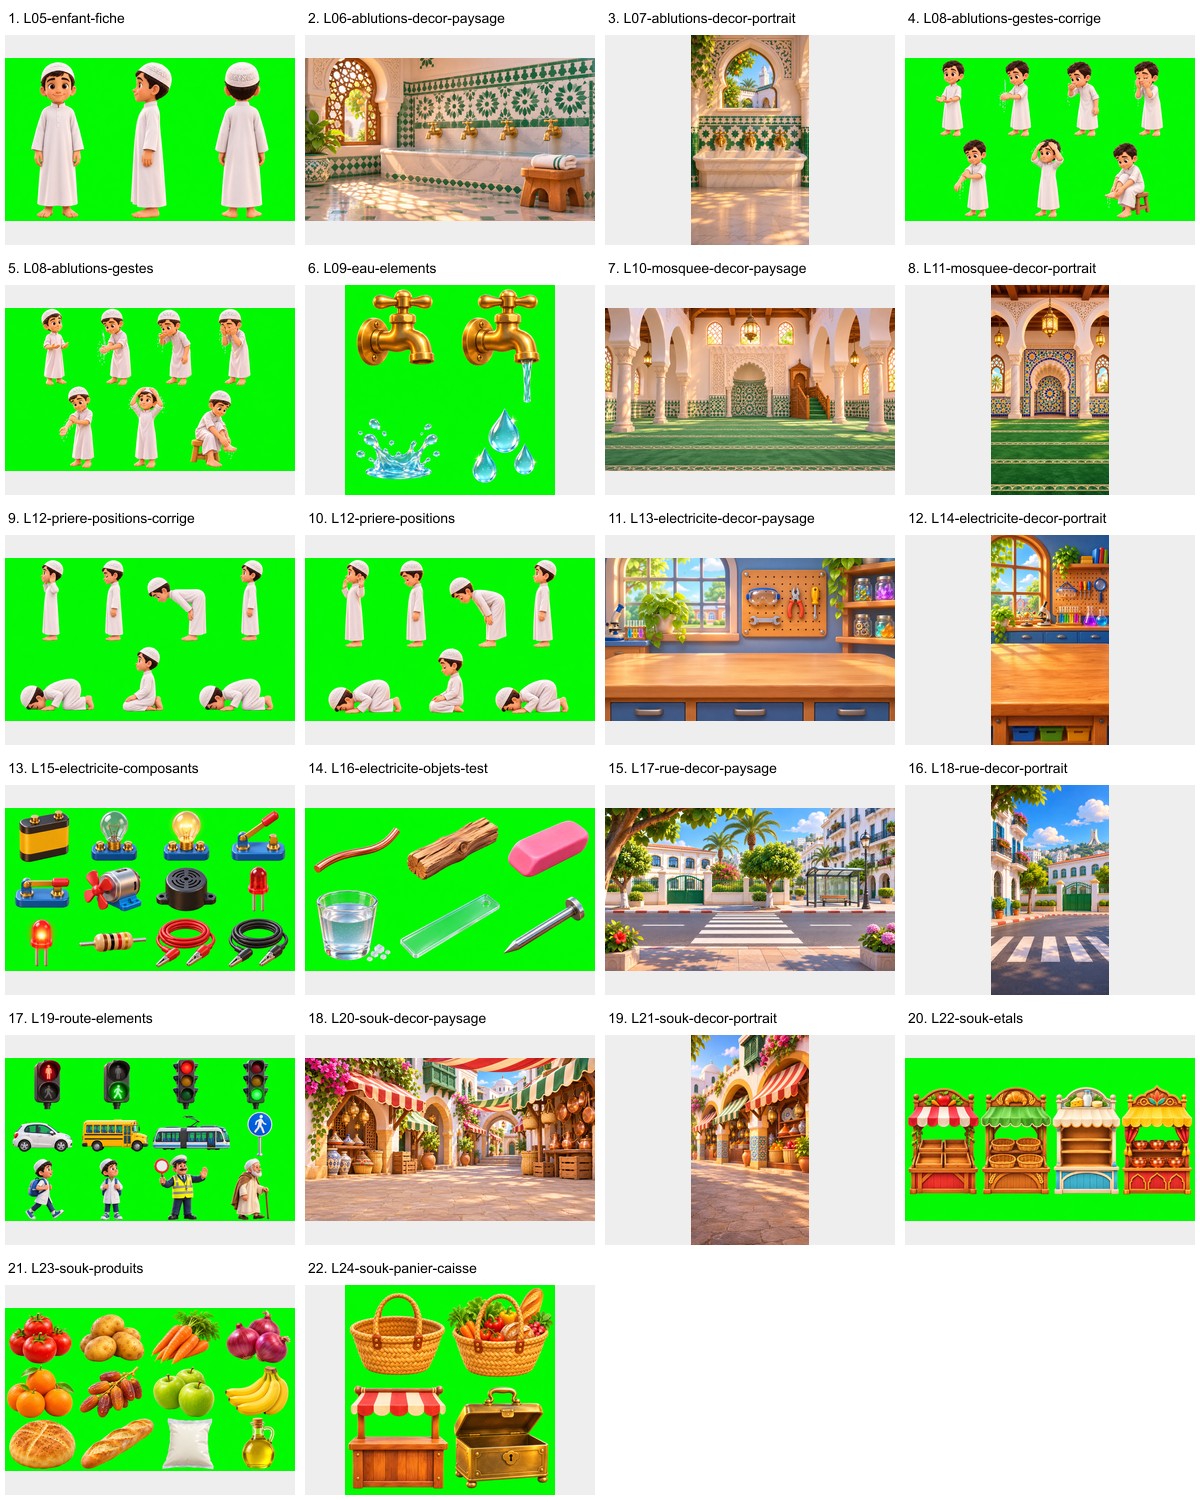 1. L05-enfant-fiche
2. L06-ablutions-decor-paysage
3. L07-ablutions-decor-portrait
4. L08-ablutions-gestes-corrige
5. L08-ablutions-gestes
6. L09-eau-elements
7. L10-mosquee-decor-paysage
8. L11-mosquee-decor-portrait
9. L12-priere-positions-corrige
10. L12-priere-positions
11. L13-electricite-decor-paysage
12. L14-electricite-decor-portrait
13. L15-electricite-composants
14. L16-electricite-objets-test
15. L17-rue-decor-paysage
16. L18-rue-decor-portrait
17. L19-route-elements
18. L20-souk-decor-paysage
19. L21-souk-decor-portrait
20. L22-souk-etals
21. L23-souk-produits
22. L24-souk-panier-caisse